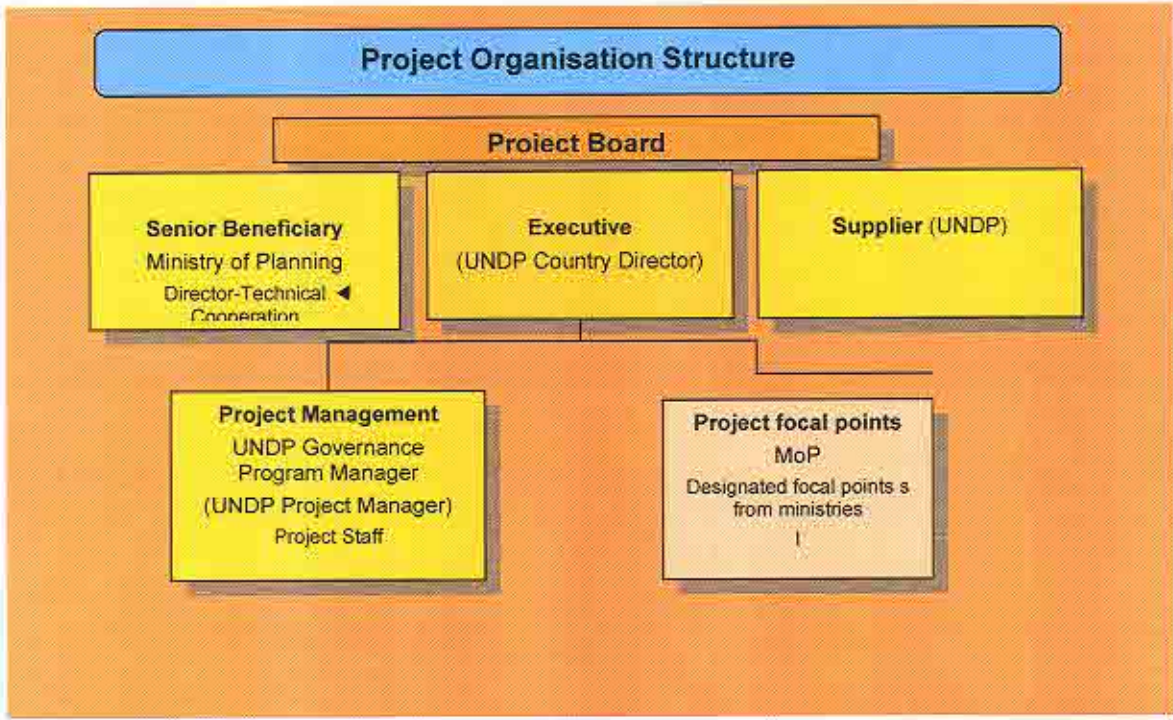 Project Organisation Structure
Project Board
Senior Beneficiary
Ministry of Planning
Director-Technical
Cooperation
Executive
(UNDP Country Director)
Supplier (UNDP)
Project Management
UNDP Governance
Program Manager
(UNDP Project Manager)
Project Staff
Project focal points
MoP
Designated focal points s
from ministries
l